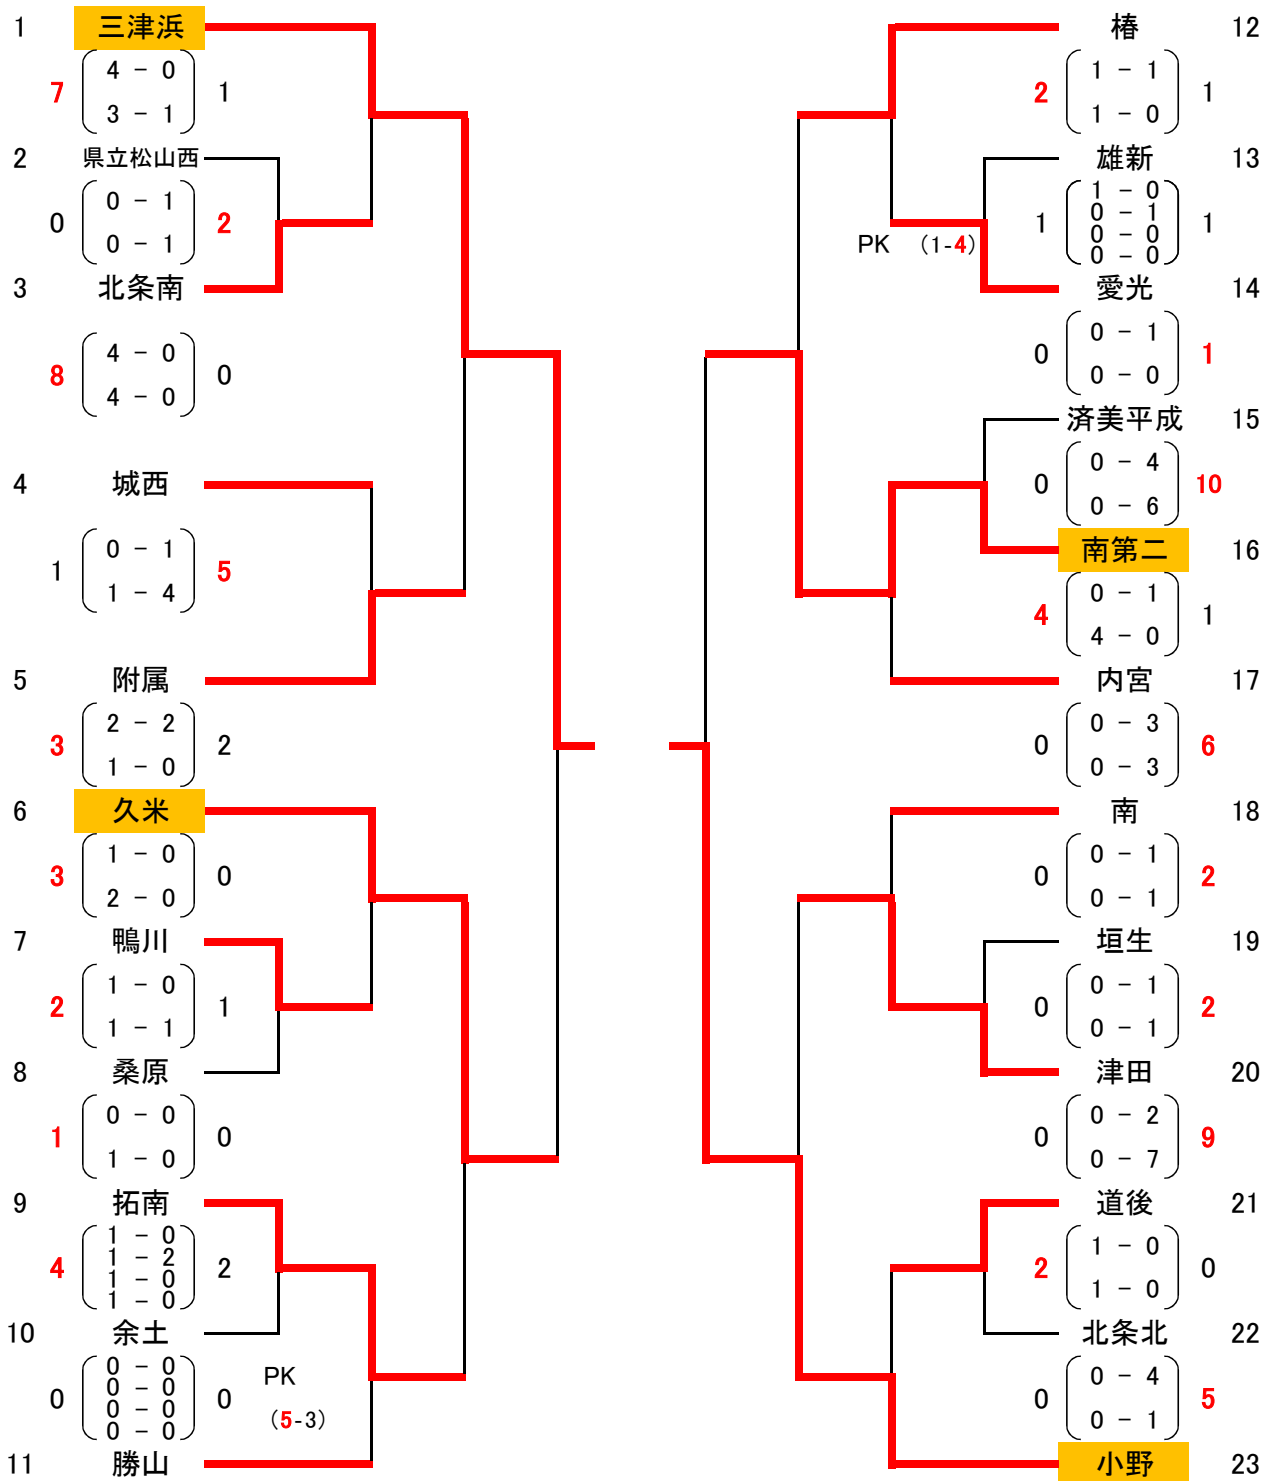 1 三津浜
7 4 - 0 1
3 - 1
2 県立松山西
0 0 - 1 2
0 - 1
3 北条南
8 4 - 0 0
4 - 0
4 城西
1 0 - 1 5
1 - 4
5 附属
3 2 - 2 2
1 - 0
6 久米
3 1 - 0 0
2 - 0
7 鴨川
2 1 - 0 1
1 - 1
8 桑原
1 0 - 0 0
1 - 0
9 拓南
1 - 0
4 1 - 2 2
1 - 0
1 - 0
10 余土
0 - 0
0 0 - 0 0 PK
0 - 0 (5-3)
0 - 0
11 勝山
椿 12
2 1 - 1 1
1 - 0
雄新 13
1 - 0
1 0 - 1 1
0 - 0
0 - 0
PK (1-4)
愛光 14
0 0 - 1 1
0 - 0
済美平成 15
0 0 - 4 10
0 - 6
南第二 16
4 0 - 1 1
4 - 0
内宮 17
0 0 - 3 6
0 - 3
南 18
0 0 - 1 2
0 - 1
垣生 19
0 0 - 1 2
0 - 1
津田 20
0 0 - 2 9
0 - 7
道後 21
2 1 - 0 0
1 - 0
北条北 22
0 0 - 4 5
0 - 1
小野 23